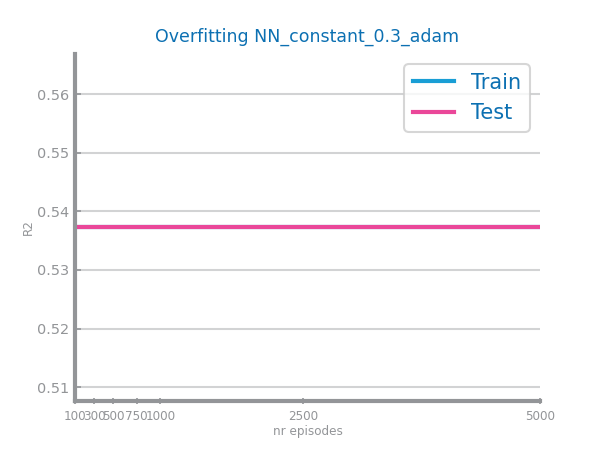 Overfitting NN_constant_0.3_adam
Train
Test
0.56
0.55
0.54
0.53
0.52
0.51
R2
100 300 500 750 1000 2500 5000
nr episodes